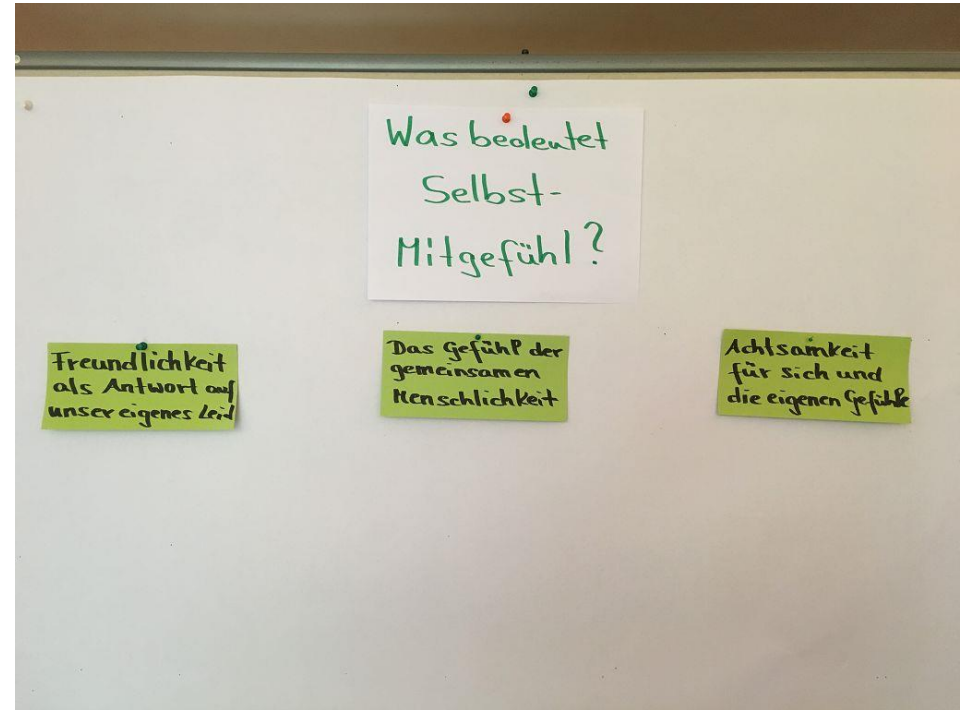 Was bedeutet
Selbst-
Mitgefühl?
Freundlichkeit
als Antwort auf
unser eigenes Leid
Das Gefühl der
gemeinsamen
Menschlichkeit
Achtsamkeit
für sich und
die eigenen Gefühle